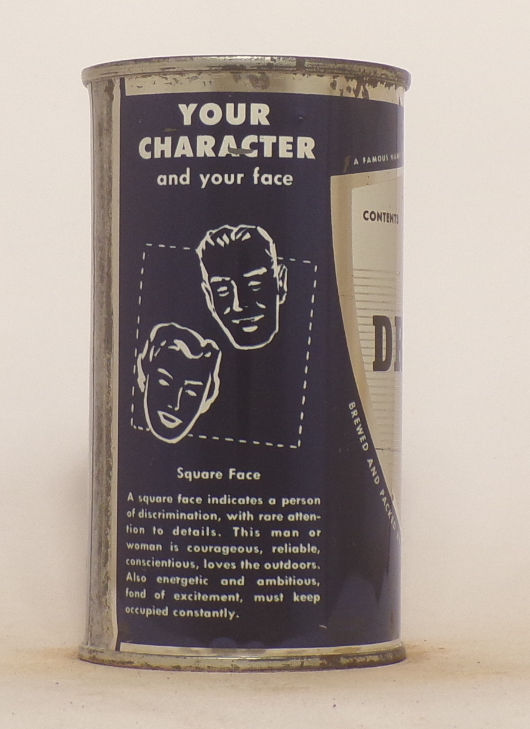 YOUR
CHARACTER
and your face
Square Face
A square face indicates a person
of discrimination, with rare atten-
tion to details. This man or
woman is courageous, reliable,
conscientious, loves the outdoors.
Also energetic and ambitious,
fond of excitement, must keep
occupied constantly.
A FAMOUS
CONTENTS
BREWED AND PACKED